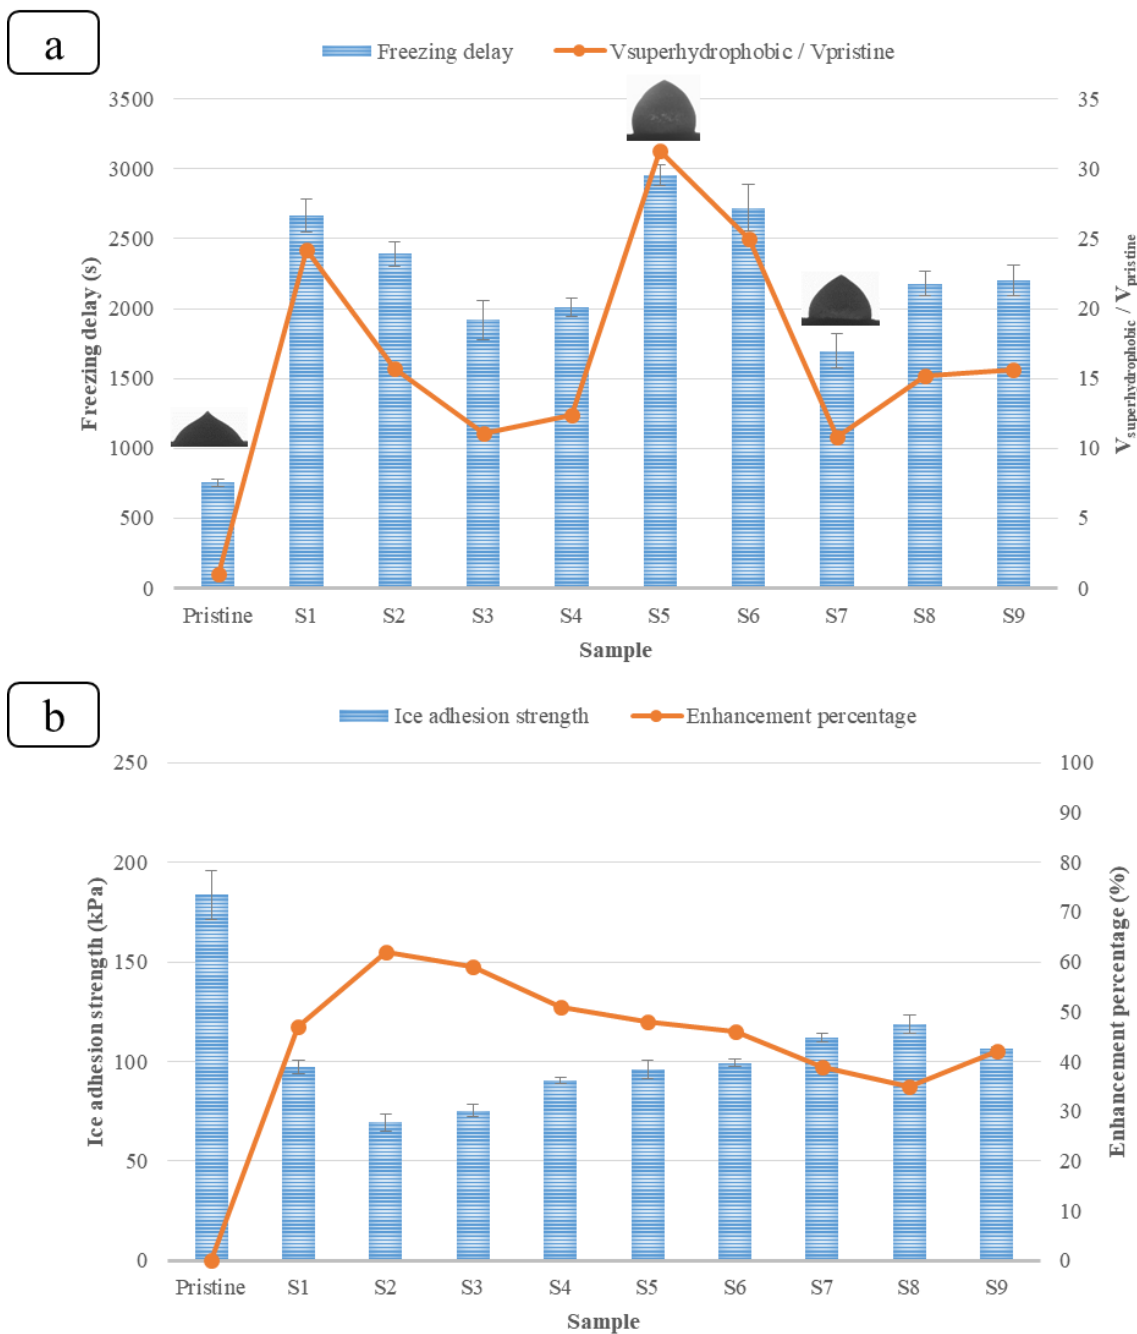 a
Freezing delay Vsuperhydrophobic / Vpristine
3500 35
3000 30
2500 25
2000 20
1500 15
1000 10
500 5
0 0
Freezing delay (s)
Vsuperhydrophobic / Vpristine
Pristine S1 S2 S3 S4 S5 S6 S7 S8 S9
Sample
b
Ice adhesion strength Enhancement percentage
250 100
90
200 80
70
150 60
50
100 40
30
50 20
10
0 0
Ice adhesion strength (kPa)
Enhancement percentage (%)
Pristine S1 S2 S3 S4 S5 S6 S7 S8 S9
Sample